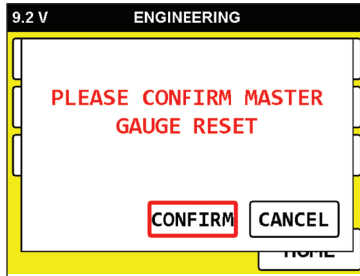 9.2 V ENGINEERING
PLEASE CONFIRM MASTER
GAUGE RESET
CONFIRM CANCEL